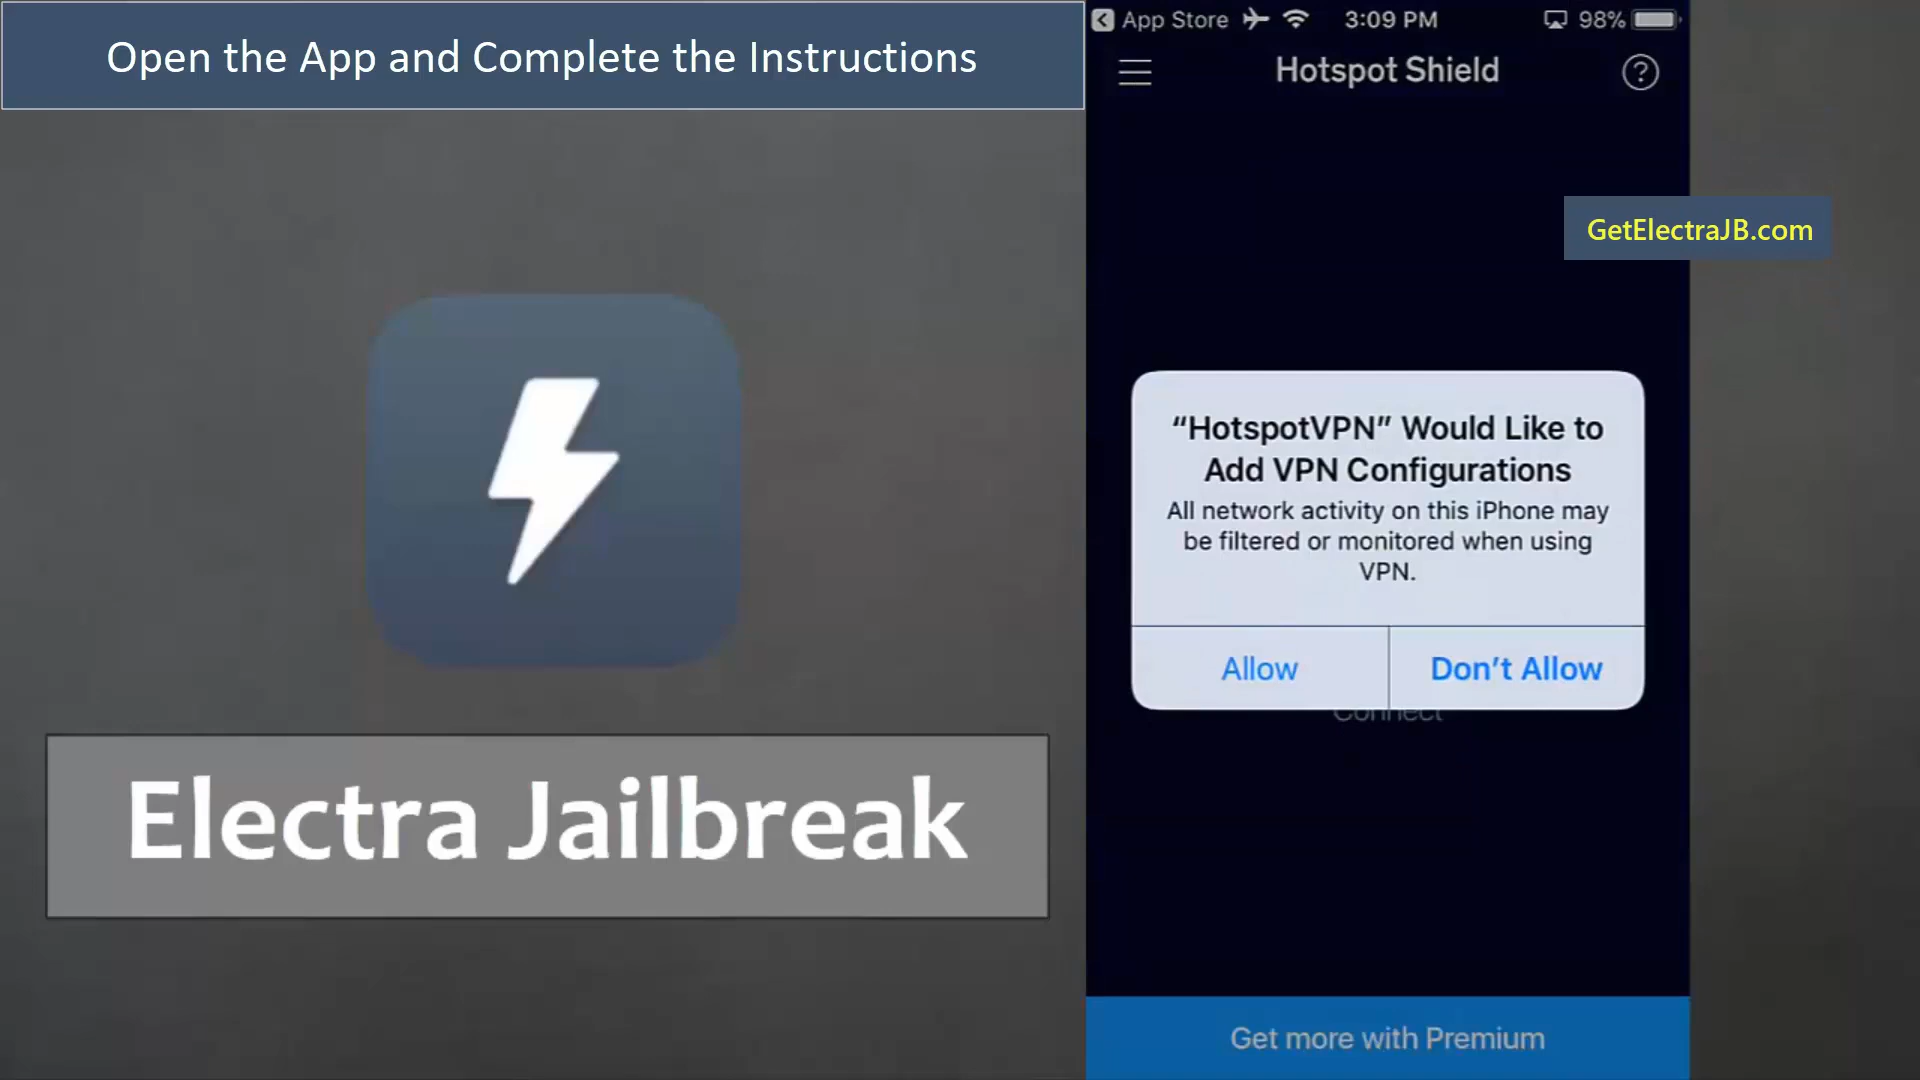 Open the App and Complete the Instructions
App Store
3:09 PM
98%
Hotspot Shield
?
GetElectraJB.com
“HotspotVPN” Would Like to
Add VPN Configurations
All network activity on this iPhone may
be filtered or monitored when using
VPN.
Allow
Don’t Allow
Connect
Electra Jailbreak
Get more with Premium